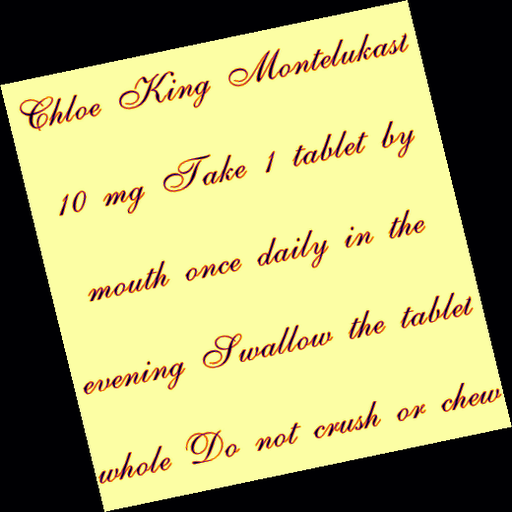 Chloe King Montelukast
10 mg Take 1 tablet by
mouth once daily in the
evening Swallow the tablet
whole Do not crush or chew